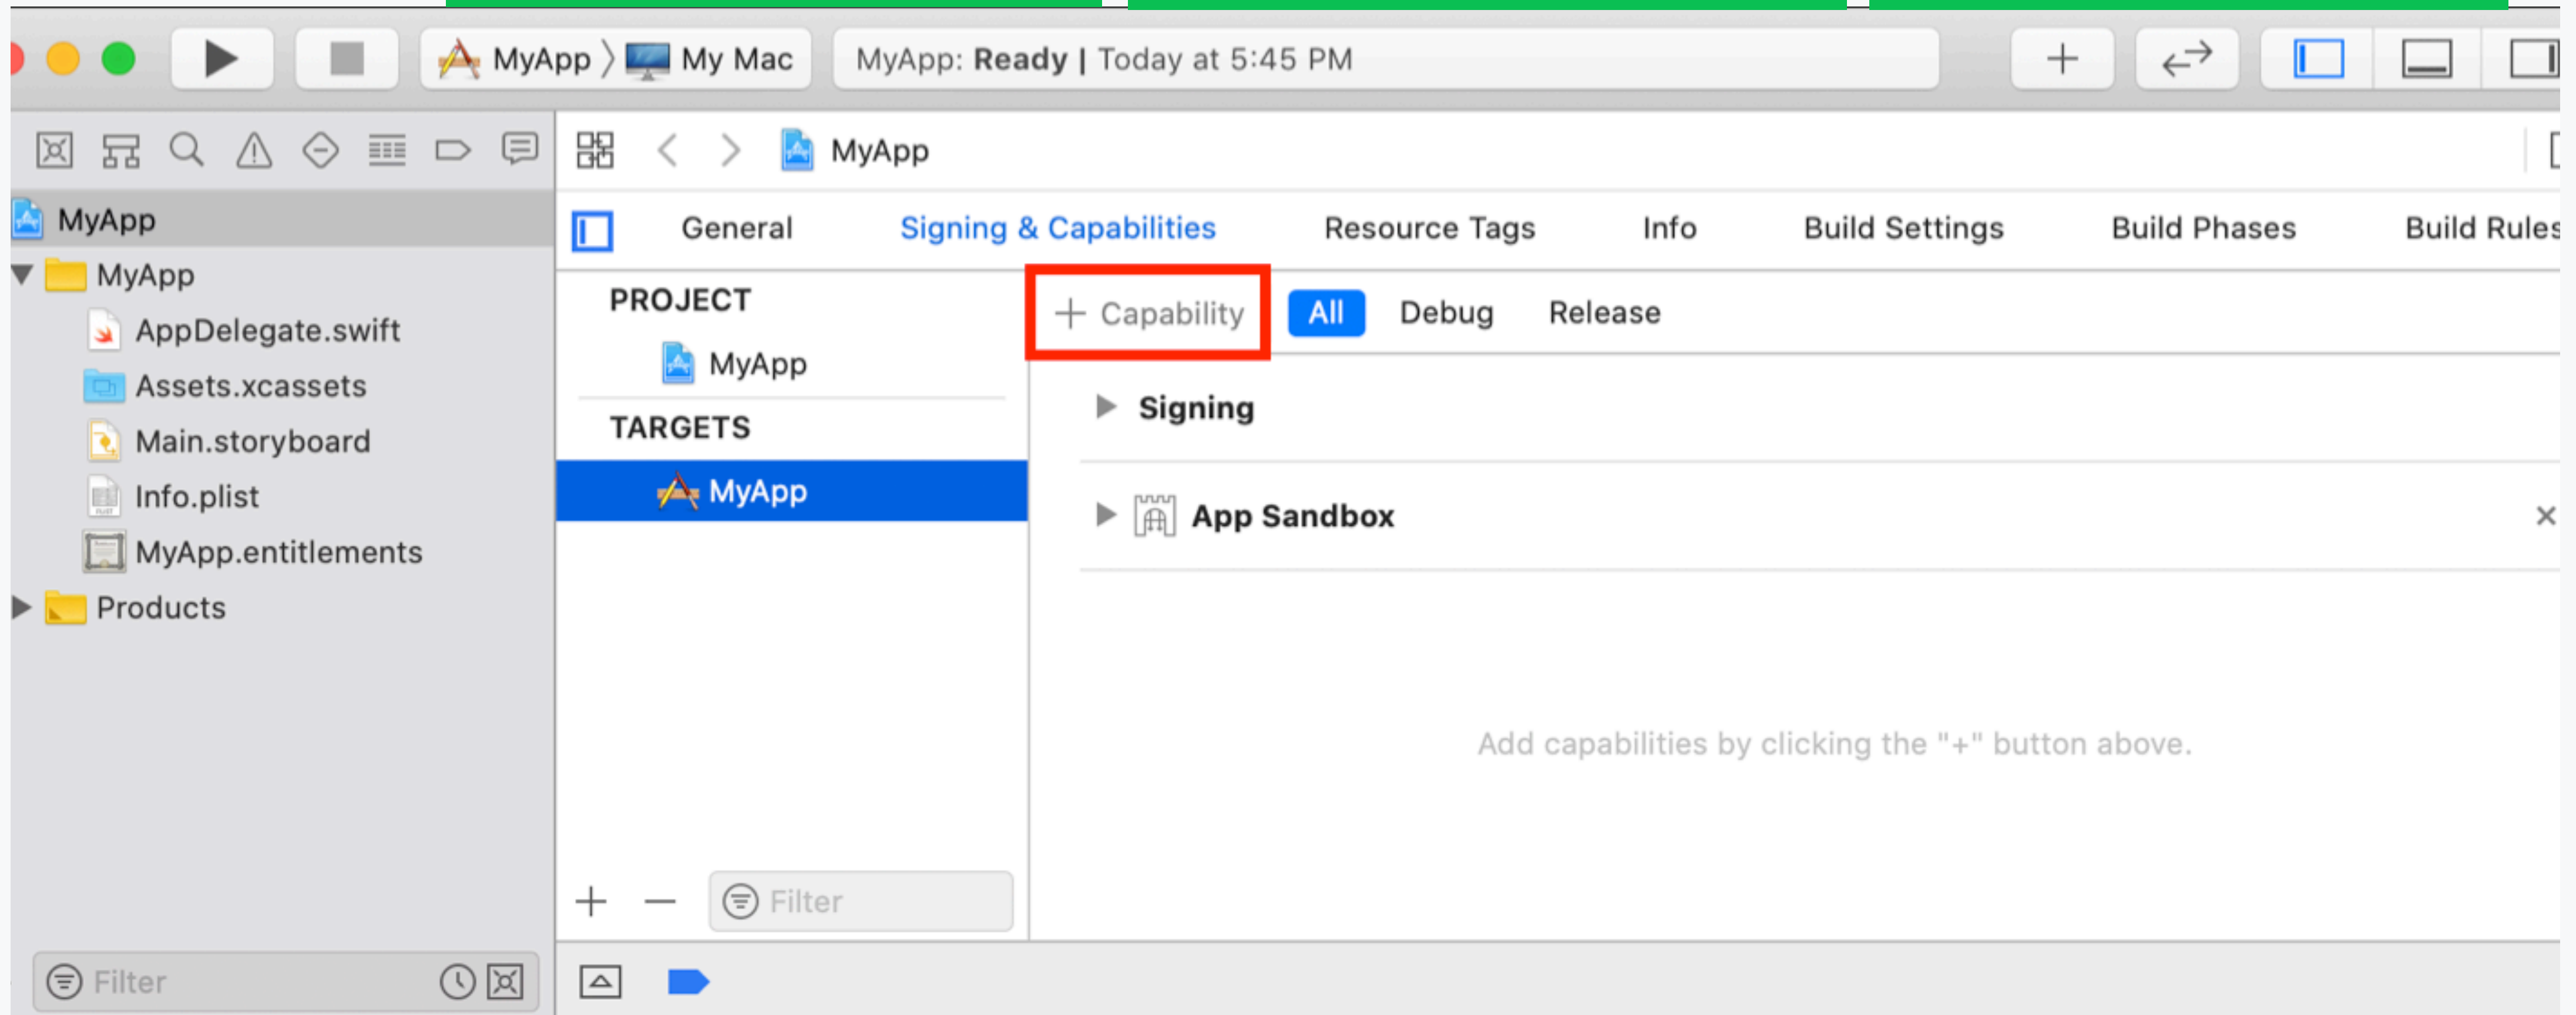 MyApp My Mac MyApp: Ready | Today at 5:45 PM
MyApp
MyApp
MyApp
AppDelegate.swift
Assets.xcassets
Main.storyboard
Info.plist
MyApp.entitlements
Products
Filter
General Signing & Capabilities Resource Tags Info Build Settings Build Phases Build Rules
PROJECT
MyApp
TARGETS
MyApp
Filter
+ Capability All Debug Release
Signing
App Sandbox
Add capabilities by clicking the "+" button above.